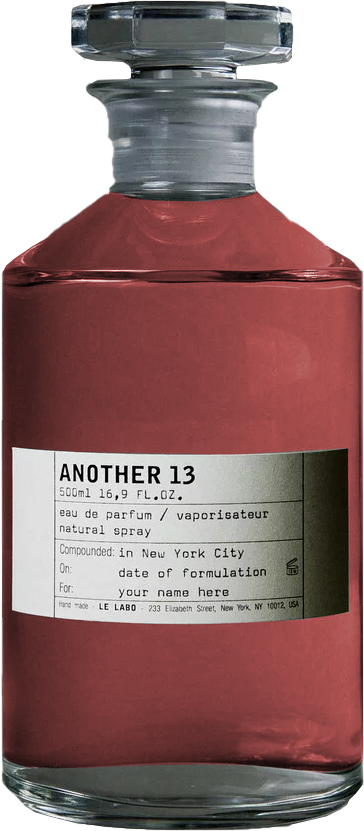 ANOTHER 13
500ml 16,9 FL.OZ.
eau de parfum / vaporisateur
natural spray
Compounded: in New York City
On: date of formulation
For: your name here
Hand made - LE LABO - 233 Elizabeth Street, New York, NY 10012, USA